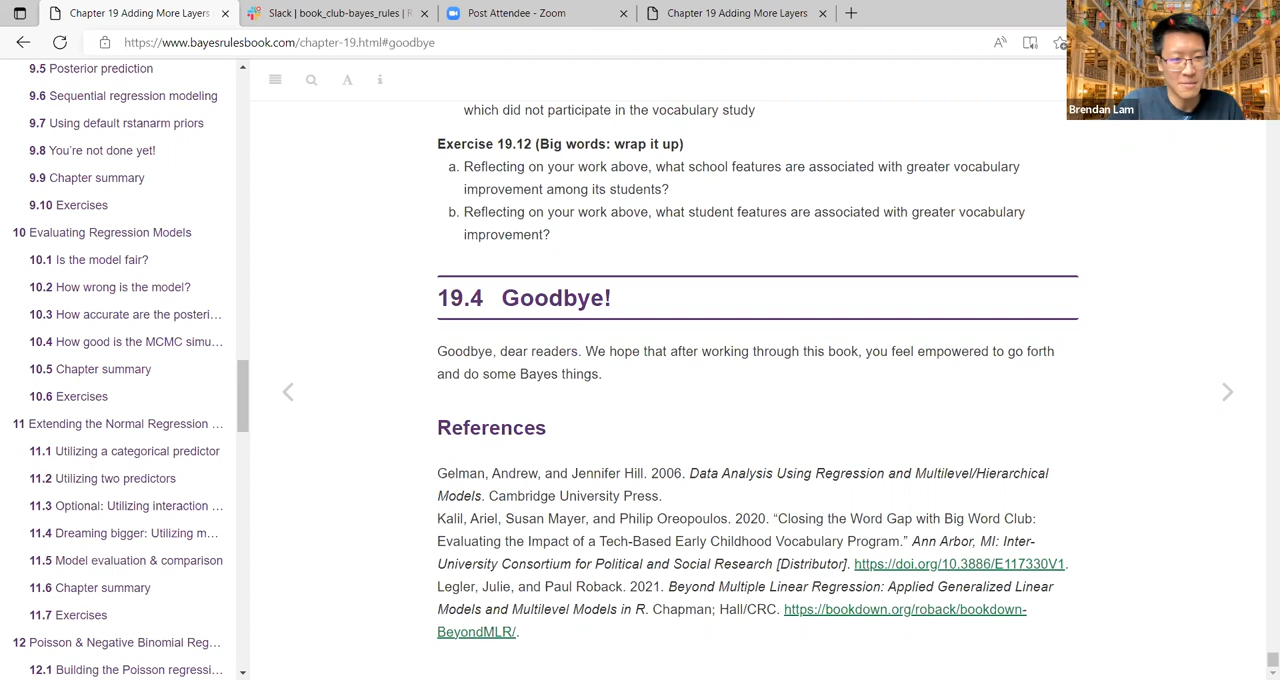 Chapter 19 Adding More Layers
Slack | book_club-bayes_rules | R
Post Attendee - Zoom
Chapter 19 Adding More Layers
https://www.bayesrulesbook.com/chapter-19.html#goodbye
Brendan Lam
9.5 Posterior prediction
9.6 Sequential regression modeling
9.7 Using default rstanarm priors
9.8 You’re not done yet!
9.9 Chapter summary
9.10 Exercises
10 Evaluating Regression Models
10.1 Is the model fair?
10.2 How wrong is the model?
10.3 How accurate are the posteri…
10.4 How good is the MCMC simu…
10.5 Chapter summary
10.6 Exercises
11 Extending the Normal Regression …
11.1 Utilizing a categorical predictor
11.2 Utilizing two predictors
11.3 Optional: Utilizing interaction …
11.4 Dreaming bigger: Utilizing m…
11.5 Model evaluation & comparison
11.6 Chapter summary
11.7 Exercises
12 Poisson & Negative Binomial Reg…
12.1 Building the Poisson regressi…
which did not participate in the vocabulary study
Exercise 19.12 (Big words: wrap it up)
a. Reflecting on your work above, what school features are associated with greater vocabulary
improvement among its students?
b. Reflecting on your work above, what student features are associated with greater vocabulary
improvement?
19.4 Goodbye!
Goodbye, dear readers. We hope that after working through this book, you feel empowered to go forth
and do some Bayes things.
References
Gelman, Andrew, and Jennifer Hill. 2006. Data Analysis Using Regression and Multilevel/Hierarchical
Models. Cambridge University Press.
Kalil, Ariel, Susan Mayer, and Philip Oreopoulos. 2020. “Closing the Word Gap with Big Word Club:
Evaluating the Impact of a Tech-Based Early Childhood Vocabulary Program.” Ann Arbor, MI: Inter-
University Consortium for Political and Social Research [Distributor]. https://doi.org/10.3886/E117330V1.
Legler, Julie, and Paul Roback. 2021. Beyond Multiple Linear Regression: Applied Generalized Linear
Models and Multilevel Models in R. Chapman; Hall/CRC. https://bookdown.org/roback/bookdown-
BeyondMLR/.